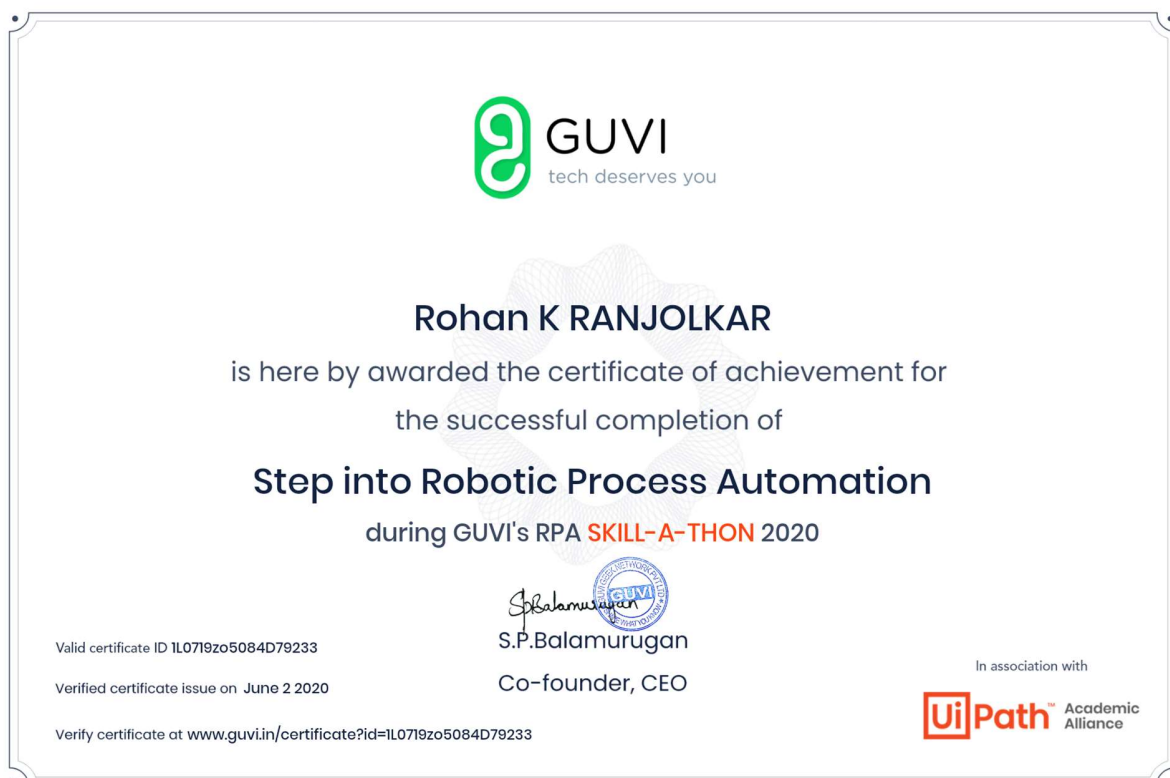 GUVI
tech deserves you
Rohan K RANJOLKAR
is here by awarded the certificate of achievement for
the successful completion of
Step into Robotic Process Automation
during GUVI's RPA SKILL-A-THON 2020
SpBalamurugan
GUVI
S.P.Balamurugan
Co-founder, CEO
Valid certificate ID 1L0719zo5084D79233
Verified certificate issue on June 2 2020
Verify certificate at www.guvi.in/certificate?id=1L0719zo5084D79233
In association with
UiPath™ Academic
Alliance